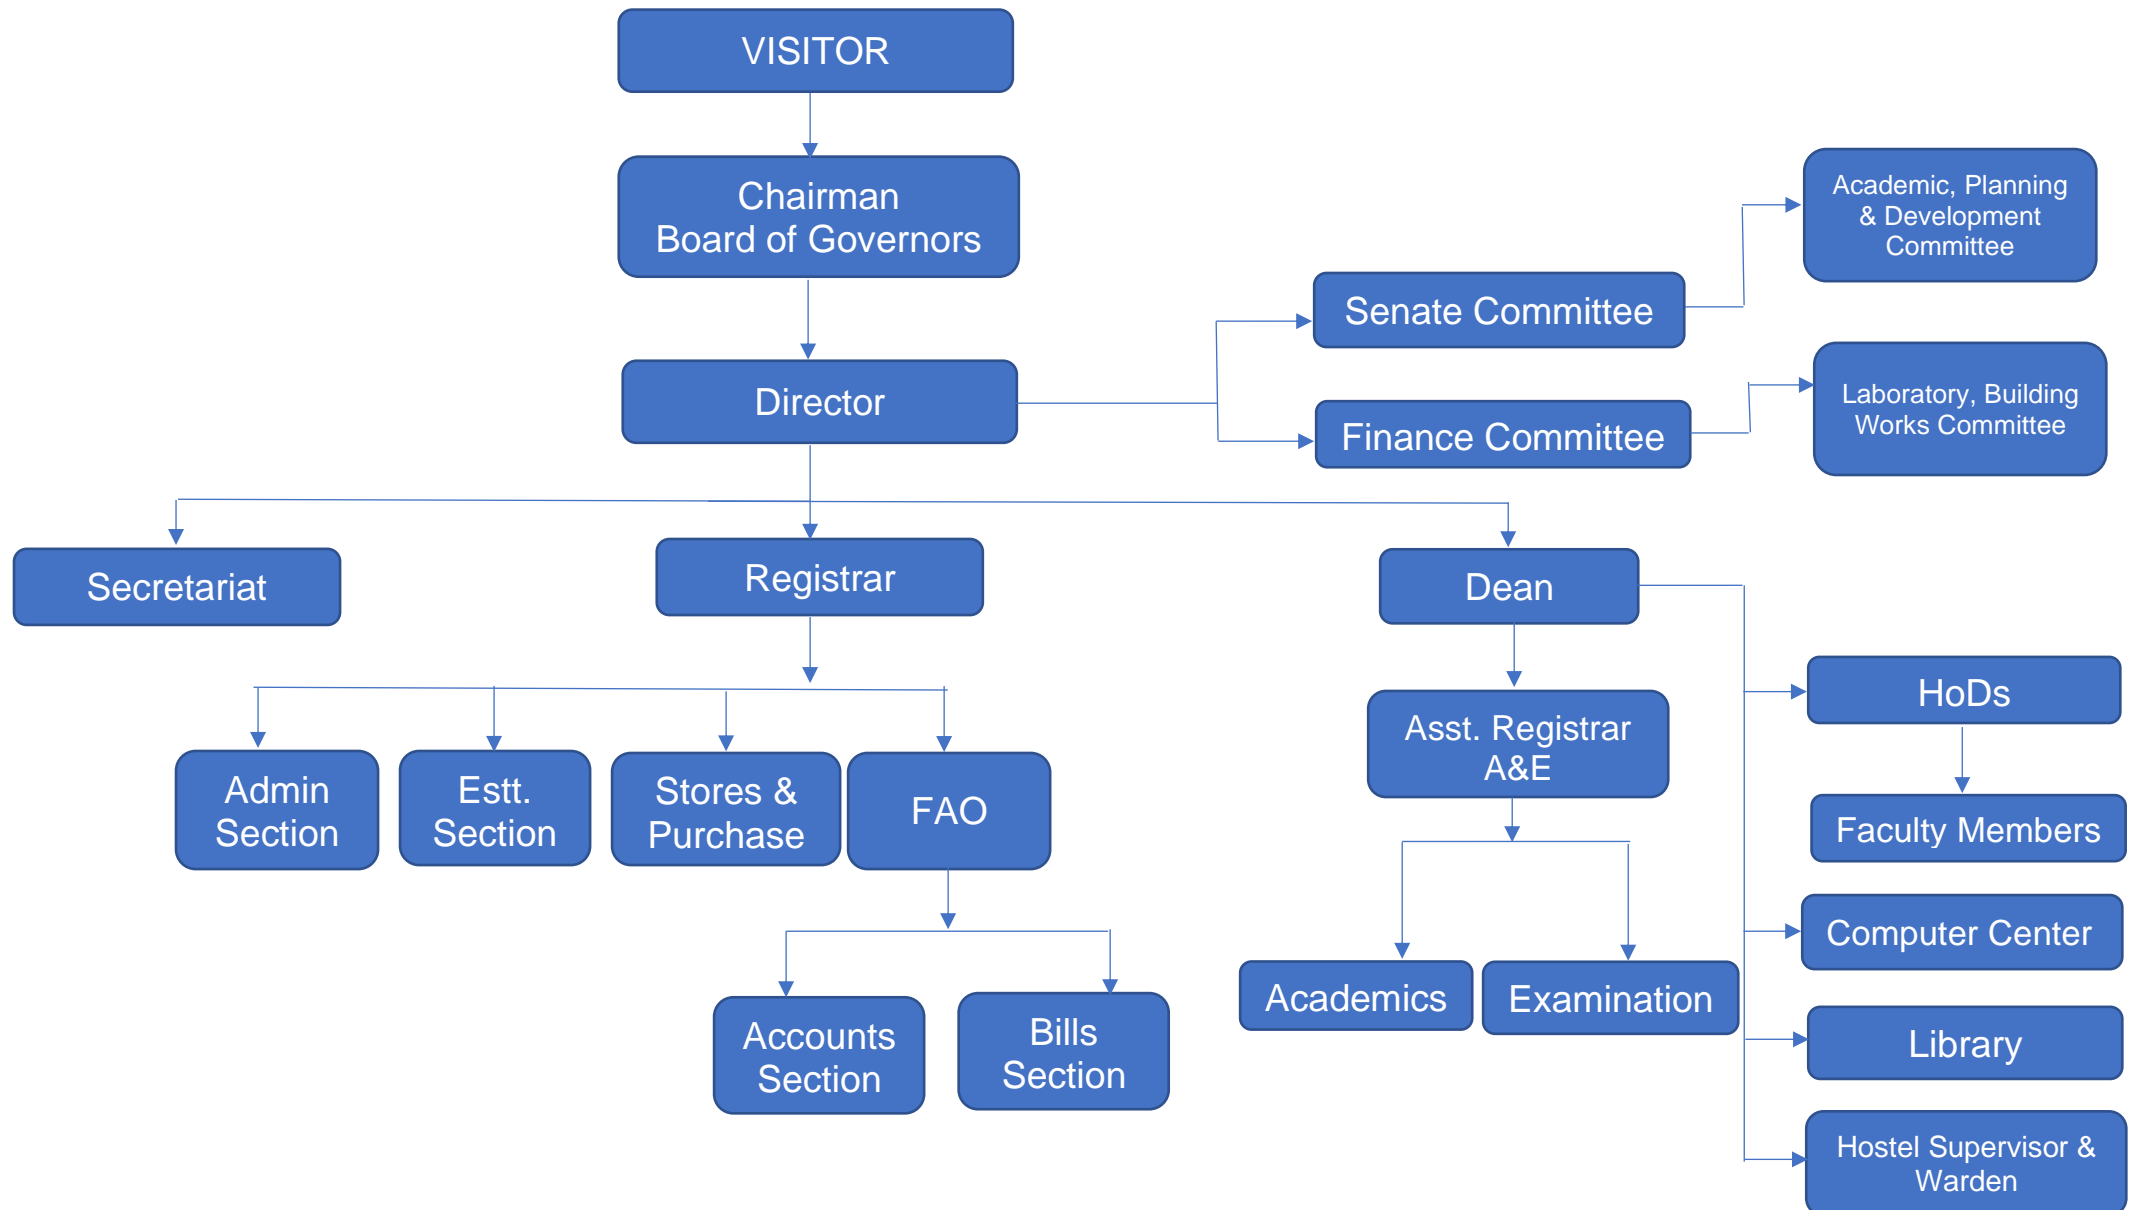 VISITOR
Chairman
Board of Governors
Academic, Planning
& Development
Committee
Senate Committee
Director
Finance Committee
Laboratory, Building
Works Committee
Secretariat
Registrar
Dean
HoDs
Asst. Registrar
A&E
Faculty Members
Admin
Section
Estt.
Section
Stores &
Purchase
FAO
Computer Center
Academics
Examination
Library
Accounts
Section
Bills
Section
Hostel Supervisor &
Warden